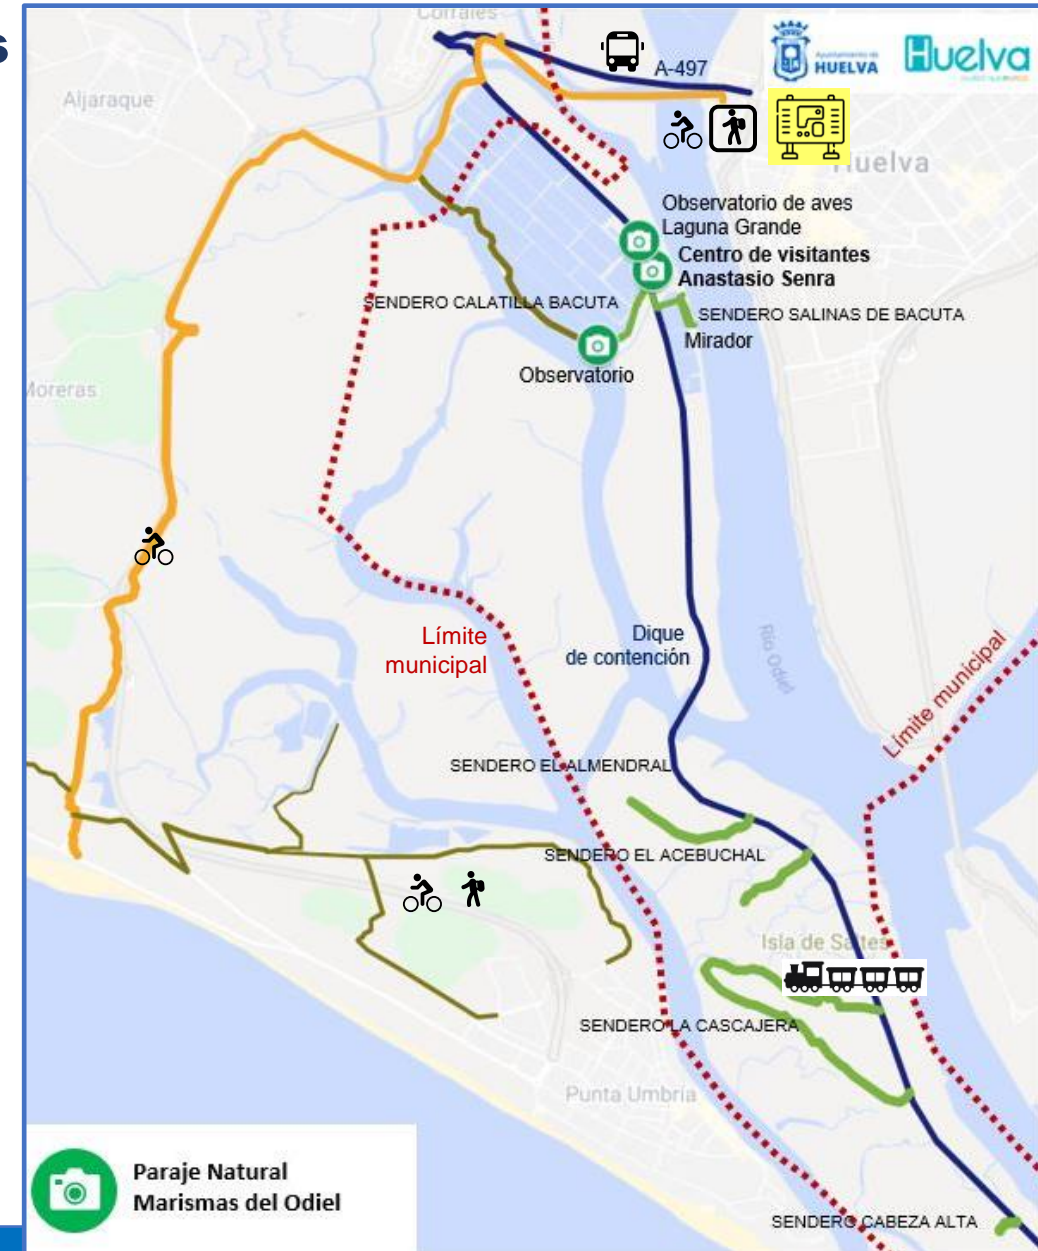 s
Corrales
A-497
Ayuntamiento de
HUELVA
Huelva
Aljaraque
Huelva
Observatorio de aves
Laguna Grande
Centro de visitantes
Anastasio Senra
SENDERO CALATILLA BACUTA
SENDERO SALINAS DE BACUTA
Mirador
Observatorio
Moreras
Límite
municipal
Dique
de contención
Río Odiel
Límite municipal
SENDERO EL ALMENDRAL
SENDERO EL ACEBUCHAL
Isla de Saltes
SENDERO LA CASCAJERA
Punta Umbría
Paraje Natural
Marismas del Odiel
SENDERO CABEZA ALTA